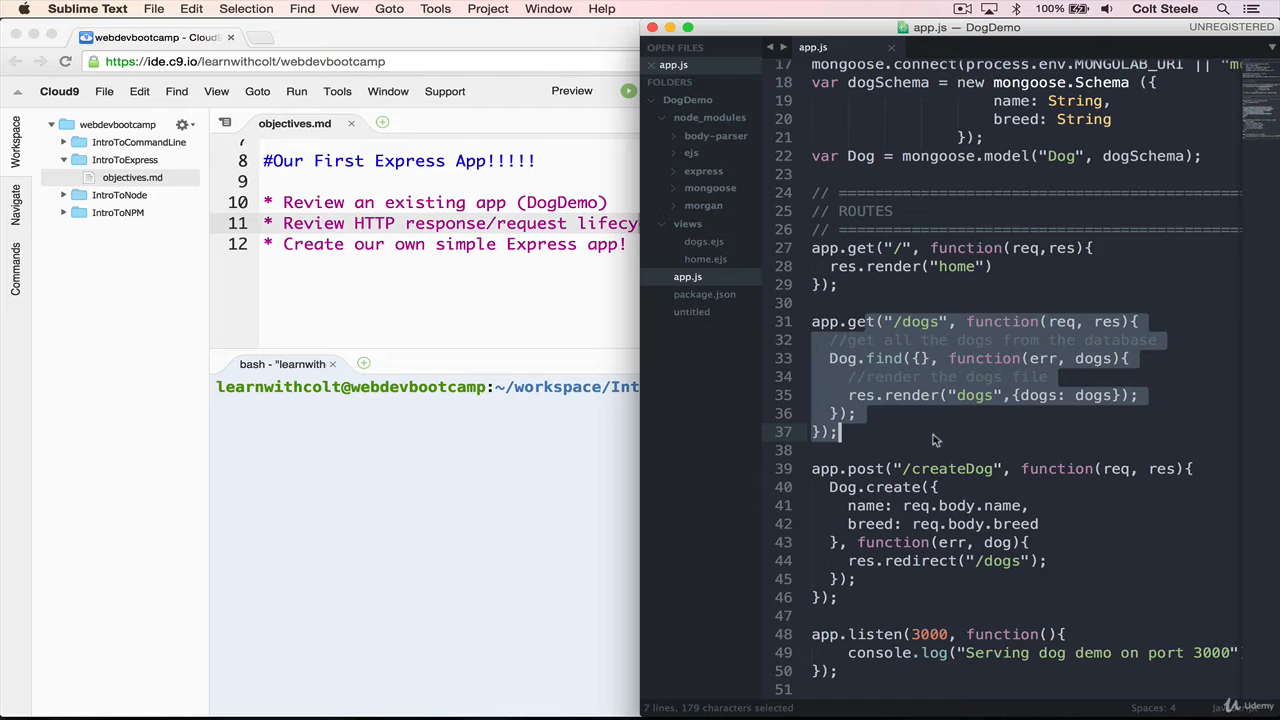 Sublime Text File Edit Selection Find View Goto Tools Project Window Help 100% Colt Steele
webdevbootcamp - Cloud9
https://ide.c9.io/learnwithcolt/webdevbootcamp
Cloud9 File Edit Find View Goto Run Tools Window Support Preview
Workspace
Navigate
Commands
webdevbootcamp
IntroToCommandLine
IntroToExpress
objectives.md
IntroToNode
IntroToNPM
objectives.md
7
8 #Our First Express App!!!!!
9
10 * Review an existing app (DogDemo)
11 * Review HTTP response/request lifecy
12 * Create our own simple Express app!
bash - "learnwith
learnwithcolt@webdevbootcamp:~/workspace/Int
app.js — DogDemo UNREGISTERED
OPEN FILES
app.js
FOLDERS
DogDemo
node_modules
body-parser
ejs
express
mongoose
morgan
views
dogs.ejs
home.ejs
app.js
package.json
untitled
app.js
17 mongoose.connect(process.env.MONGOLAB_URI || "mo
18 var dogSchema = new mongoose.Schema ({
19 name: String,
20 breed: String
21 });
22 var Dog = mongoose.model("Dog", dogSchema);
23
24 // ============================================
25 // ROUTES
26 // ============================================
27 app.get("/", function(req,res){
28 res.render("home")
29 });
30
31 app.get("/dogs", function(req, res){
32 //get all the dogs from the database
33 Dog.find({}, function(err, dogs){
34 //render the dogs file
35 res.render("dogs",{dogs: dogs});
36 });
37 });
38
39 app.post("/createDog", function(req, res){
40 Dog.create({
41 name: req.body.name,
42 breed: req.body.breed
43 }, function(err, dog){
44 res.redirect("/dogs");
45 });
46 });
47
48 app.listen(3000, function(){
49 console.log("Serving dog demo on port 3000"
50 });
51
7 lines, 179 characters selected Spaces: 4
Udemy